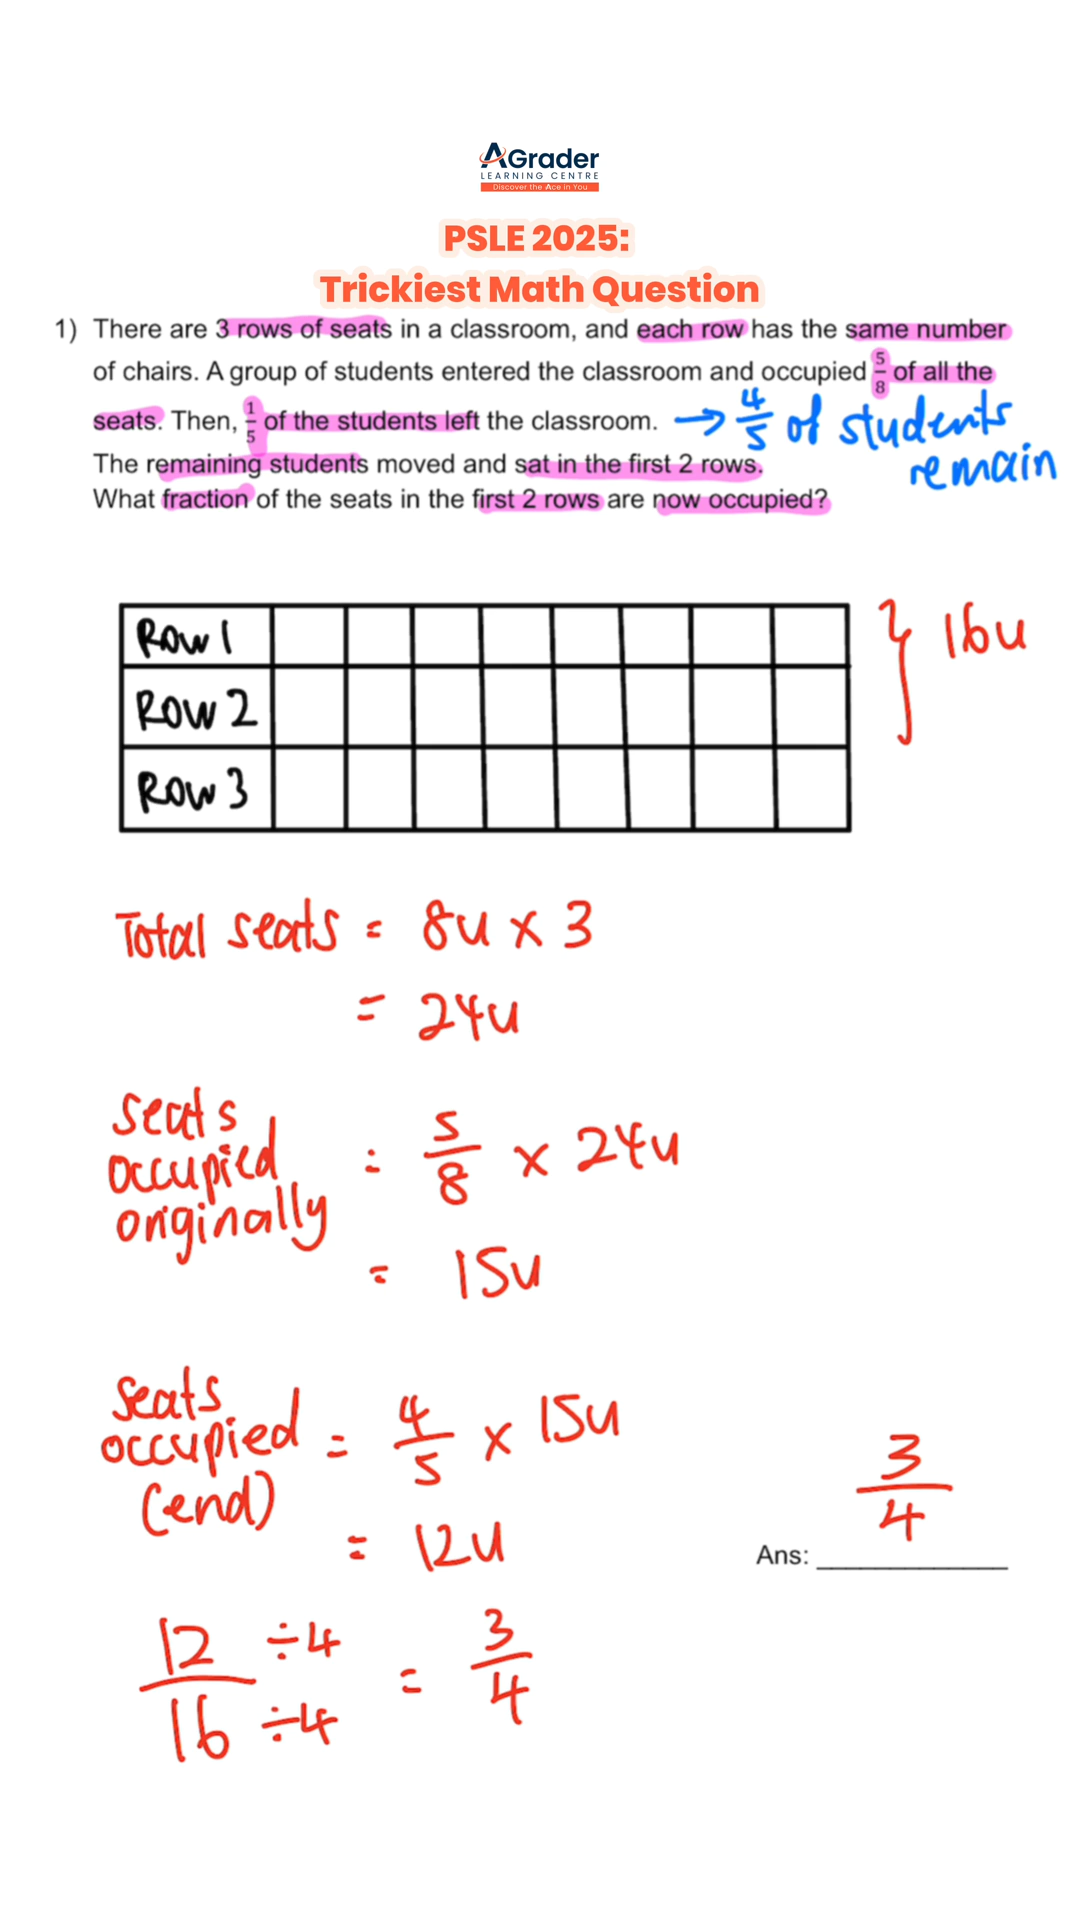 AGrader
LEARNING CENTRE
Discover the Ace in You
PSLE 2025:
Trickiest Math Question
1) There are 3 rows of seats in a classroom, and each row has the same number
of chairs. A group of students entered the classroom and occupied 5/8 of all the
seats. Then, 1/5 of the students left the classroom. → 4/5 of students
remain
The remaining students moved and sat in the first 2 rows.
What fraction of the seats in the first 2 rows are now occupied?
Row 1
Row 2
Row 3
} 16u
Total seats = 8u × 3
= 24u
seats
occupied
originally
= 5/8 × 24u
= 15u
seats
occupied
(end)
= 4/5 × 15u
= 12u
3/4
Ans: ____________
12/16 ÷4 ÷4 = 3/4